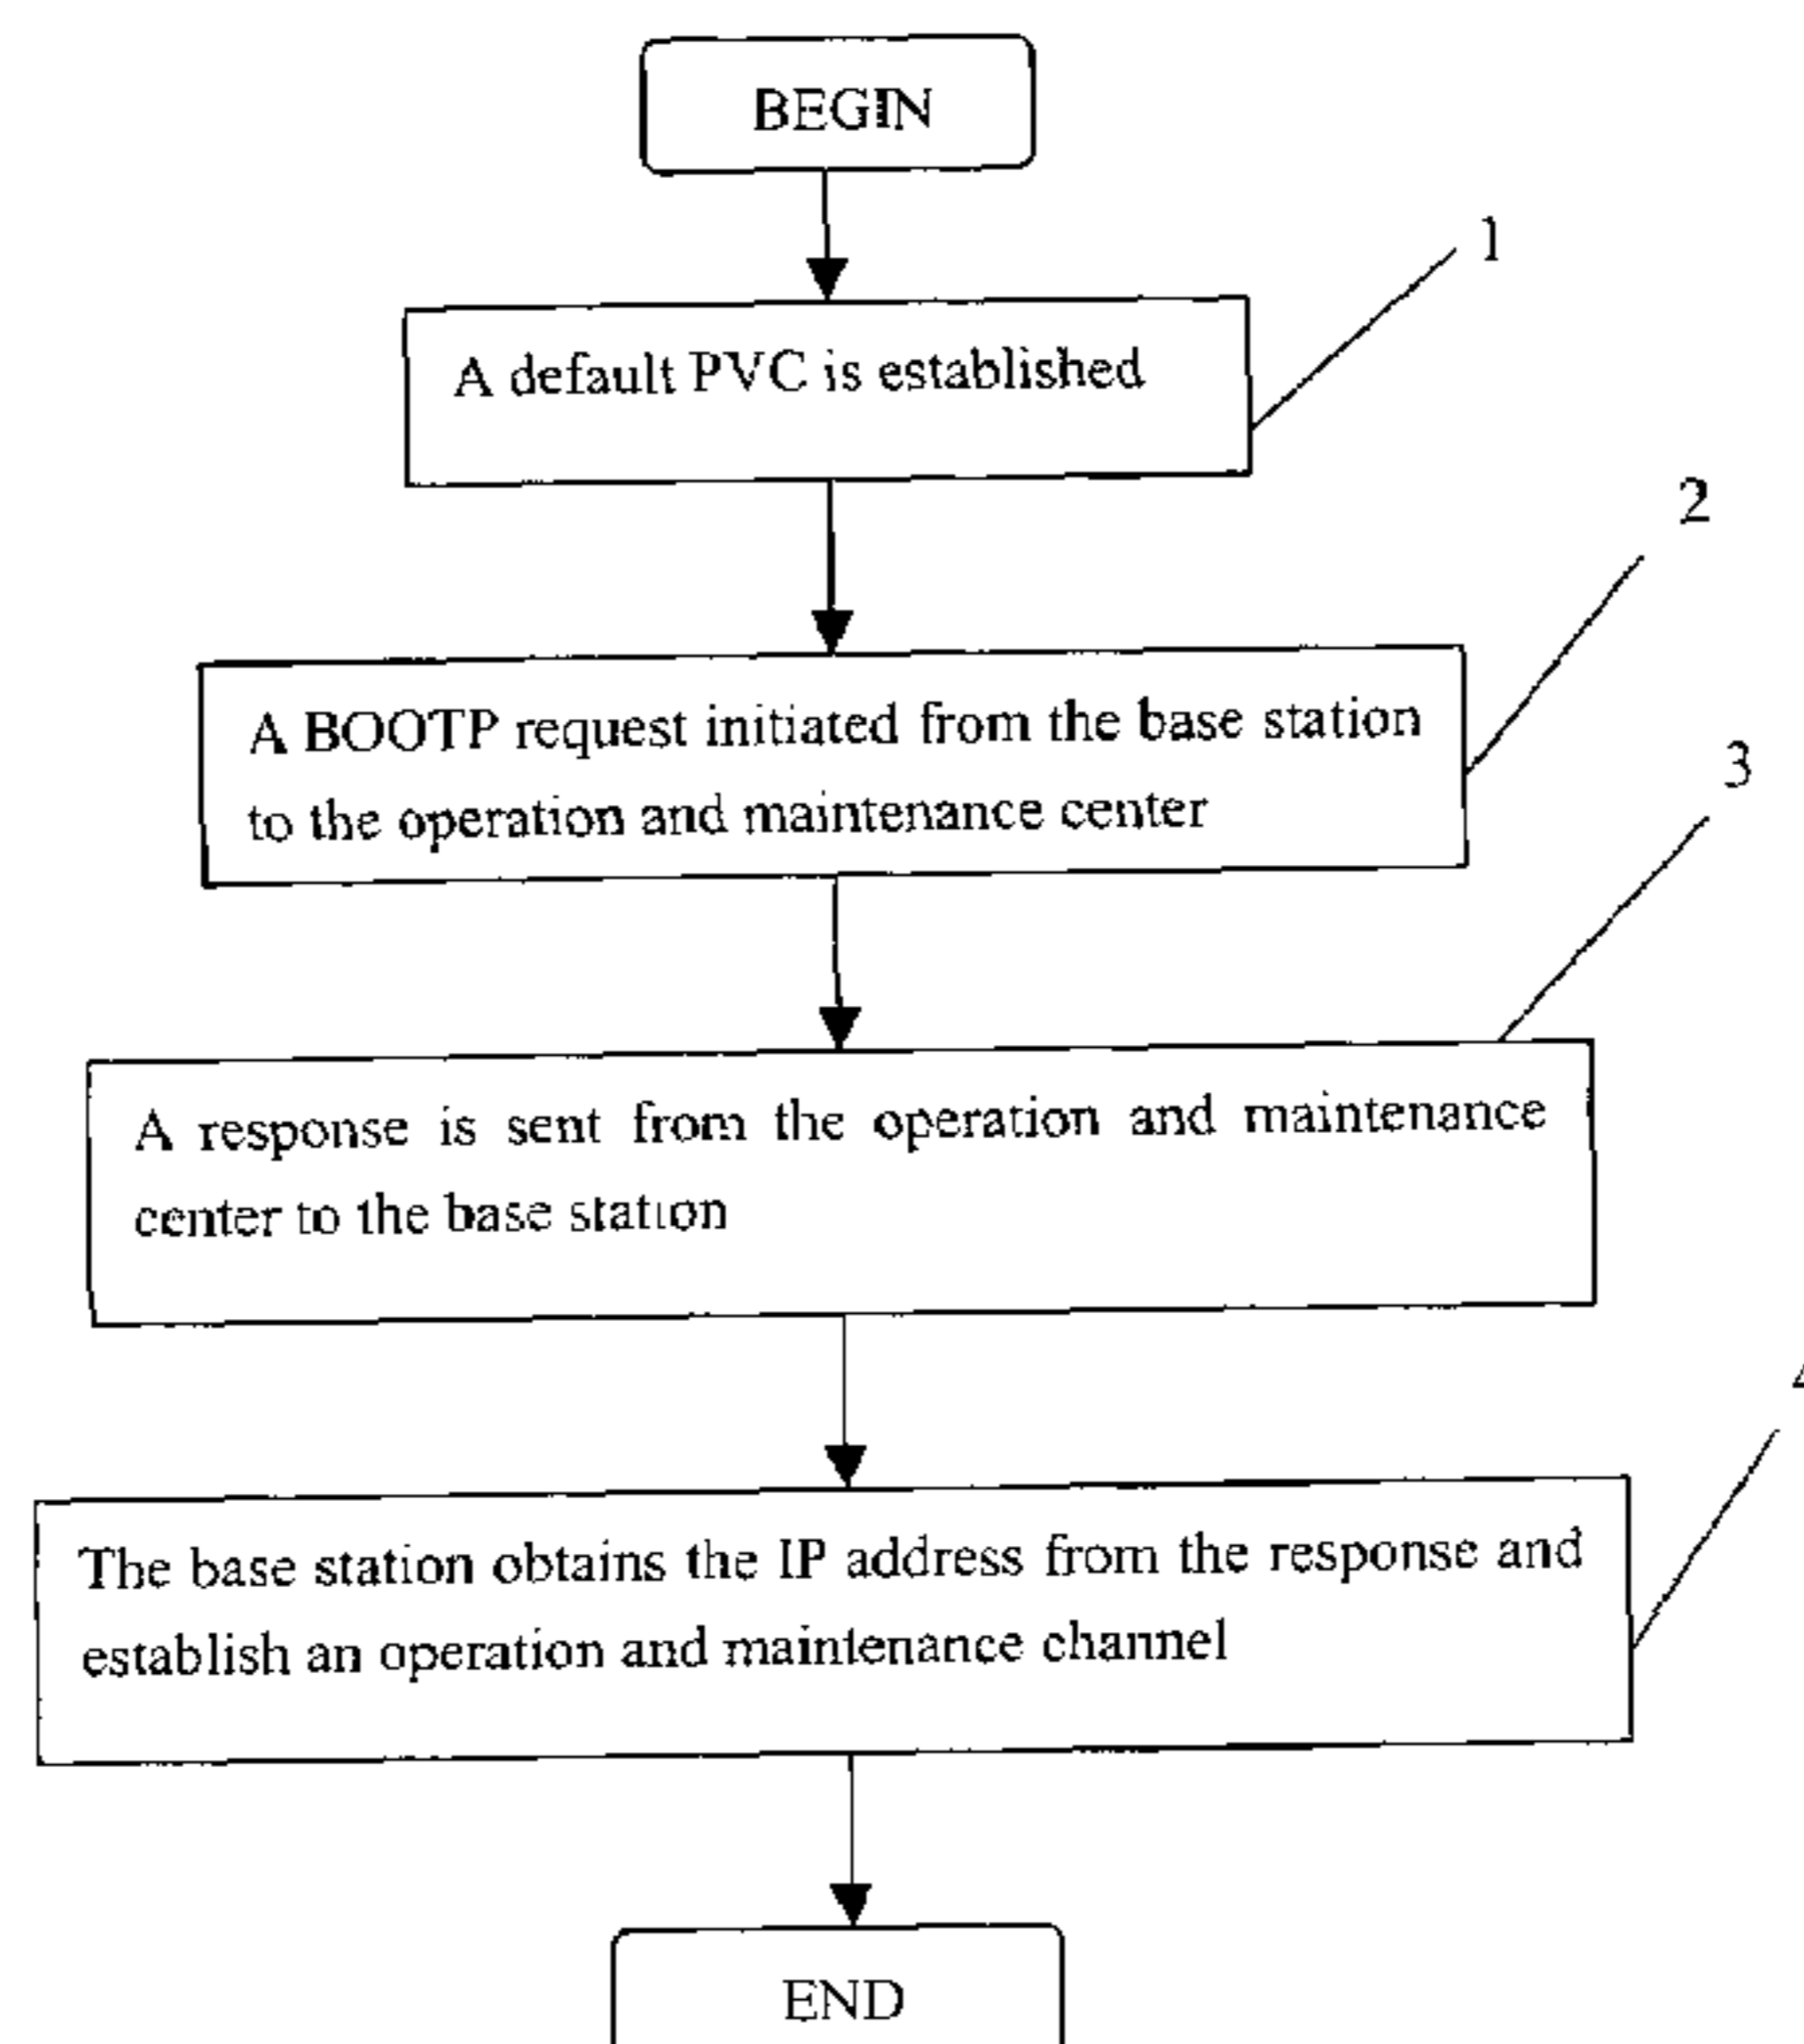 BEGIN
1
A default PVC is established
2
A BOOTP request initiated from the base station
to the operation and maintenance center
3
A response is sent from the operation and maintenance
center to the base station
4
The base station obtains the IP address from the response and
establish an operation and maintenance channel
END